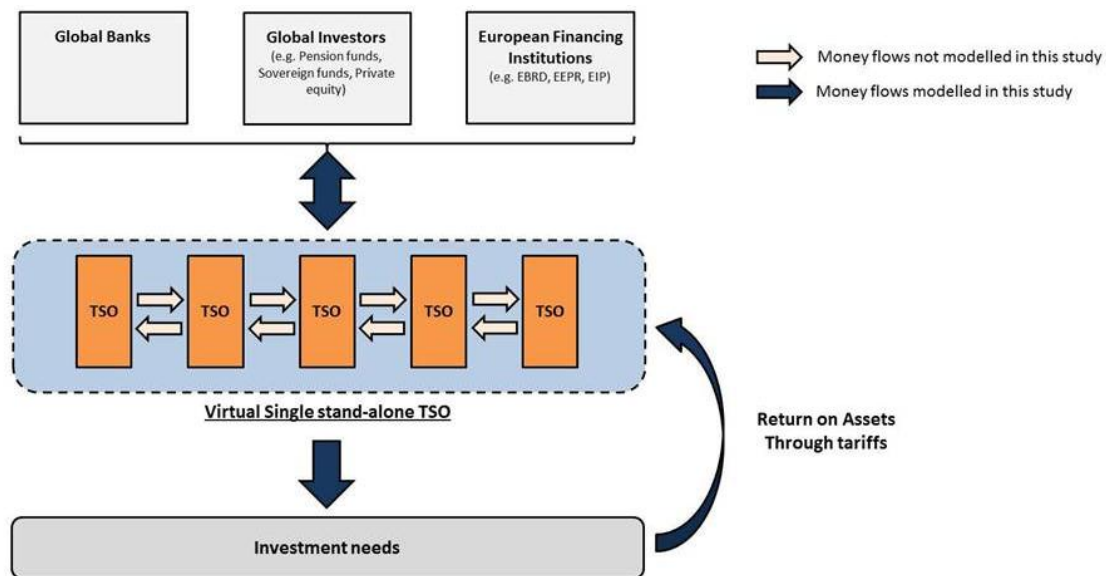 Global Banks
Global Investors
(e.g. Pension funds,
Sovereign funds, Private
equity)
European Financing
Institutions
(e.g. EBRD, EEPR, EIP)
Money flows not modelled in this study
Money flows modelled in this study
TSO
TSO
TSO
TSO
TSO
Virtual Single stand-alone TSO
Return on Assets
Through tariffs
Investment needs